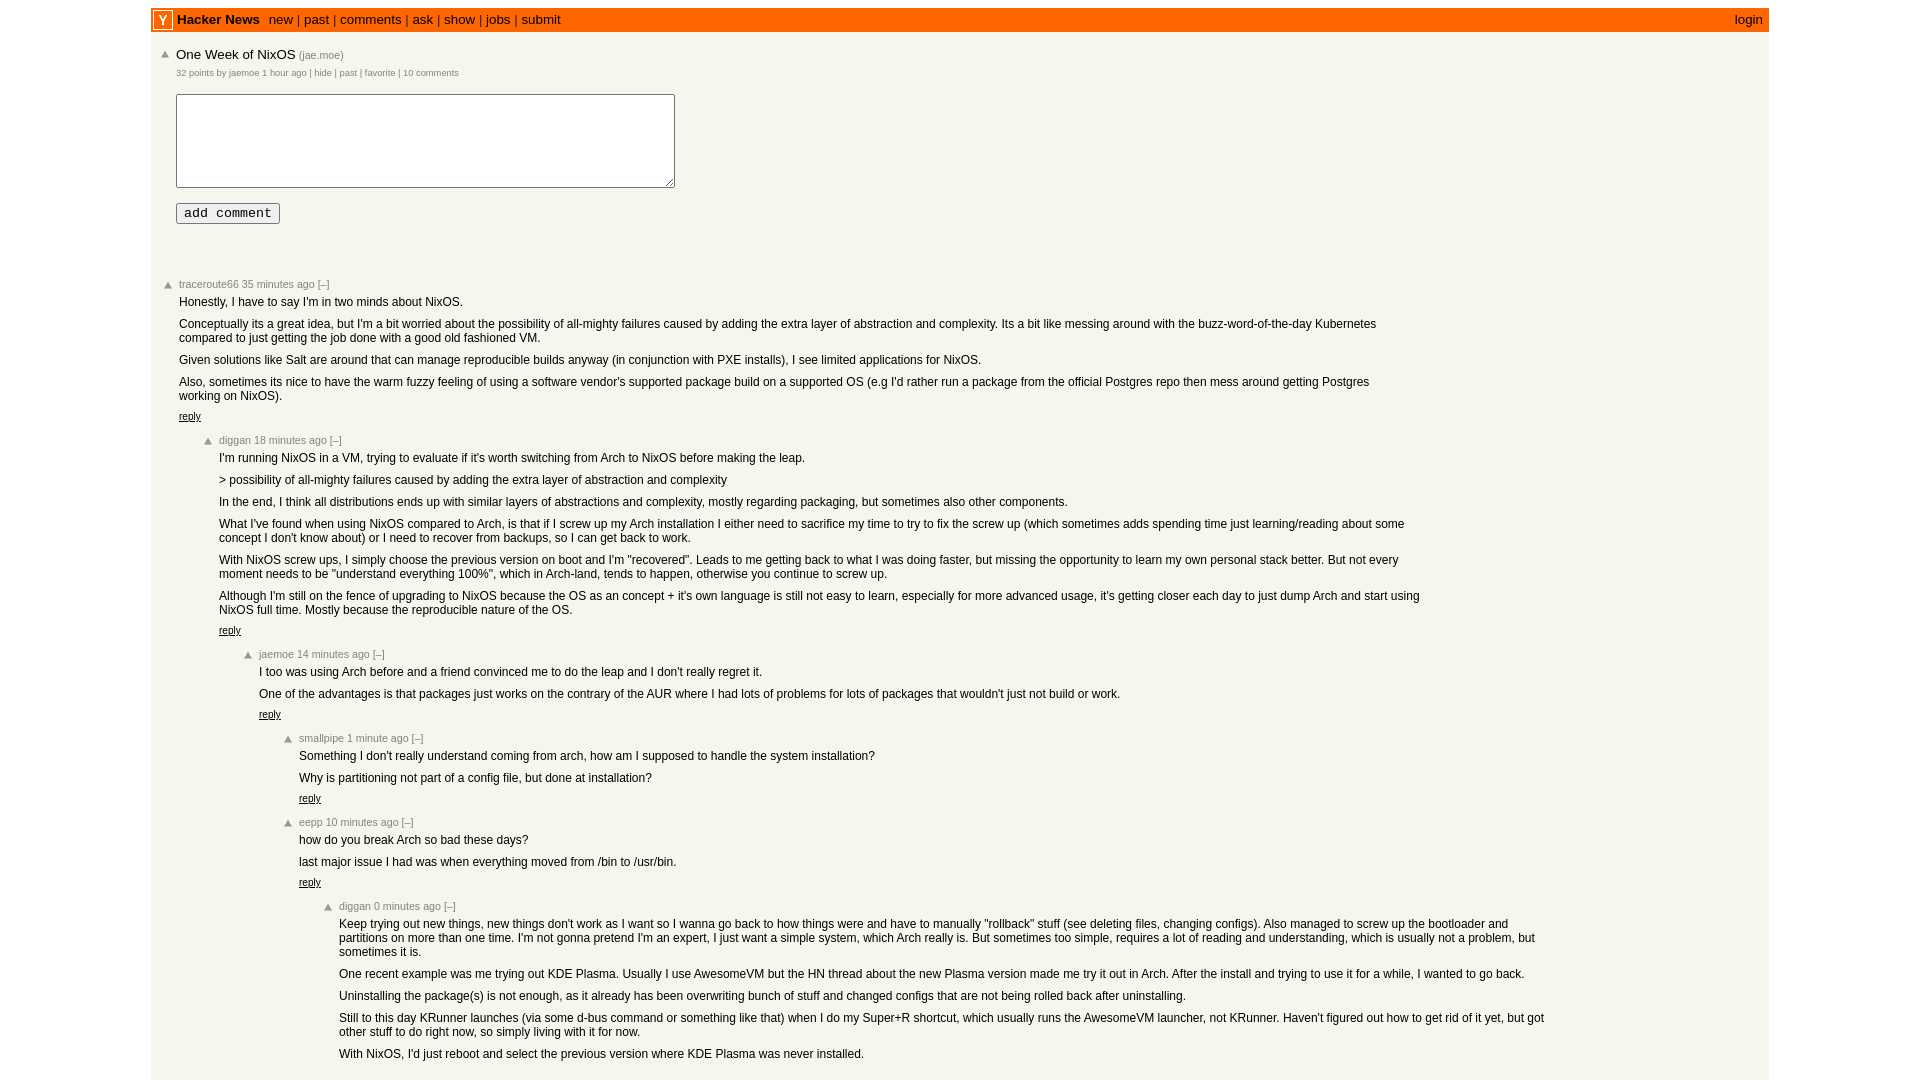 Y Hacker News new | past | comments | ask | show | jobs | submit login
One Week of NixOS (jae.moe)
32 points by jaemoe 1 hour ago | hide | past | favorite | 10 comments
add comment
traceroute66 35 minutes ago [–]
Honestly, I have to say I'm in two minds about NixOS.
Conceptually its a great idea, but I'm a bit worried about the possibility of all-mighty failures caused by adding the extra layer of abstraction and complexity. Its a bit like messing around with the buzz-word-of-the-day Kubernetes
compared to just getting the job done with a good old fashioned VM.
Given solutions like Salt are around that can manage reproducible builds anyway (in conjunction with PXE installs), I see limited applications for NixOS.
Also, sometimes its nice to have the warm fuzzy feeling of using a software vendor's supported package build on a supported OS (e.g I'd rather run a package from the official Postgres repo then mess around getting Postgres
working on NixOS).
reply
diggan 18 minutes ago [–]
I'm running NixOS in a VM, trying to evaluate if it's worth switching from Arch to NixOS before making the leap.
> possibility of all-mighty failures caused by adding the extra layer of abstraction and complexity
In the end, I think all distributions ends up with similar layers of abstractions and complexity, mostly regarding packaging, but sometimes also other components.
What I've found when using NixOS compared to Arch, is that if I screw up my Arch installation I either need to sacrifice my time to try to fix the screw up (which sometimes adds spending time just learning/reading about some
concept I don't know about) or I need to recover from backups, so I can get back to work.
With NixOS screw ups, I simply choose the previous version on boot and I'm "recovered". Leads to me getting back to what I was doing faster, but missing the opportunity to learn my own personal stack better. But not every
moment needs to be "understand everything 100%", which in Arch-land, tends to happen, otherwise you continue to screw up.
Although I'm still on the fence of upgrading to NixOS because the OS as an concept + it's own language is still not easy to learn, especially for more advanced usage, it's getting closer each day to just dump Arch and start using
NixOS full time. Mostly because the reproducible nature of the OS.
reply
jaemoe 14 minutes ago [–]
I too was using Arch before and a friend convinced me to do the leap and I don't really regret it.
One of the advantages is that packages just works on the contrary of the AUR where I had lots of problems for lots of packages that wouldn't just not build or work.
reply
smallpipe 1 minute ago [–]
Something I don't really understand coming from arch, how am I supposed to handle the system installation?
Why is partitioning not part of a config file, but done at installation?
reply
eepp 10 minutes ago [–]
how do you break Arch so bad these days?
last major issue I had was when everything moved from /bin to /usr/bin.
reply
diggan 0 minutes ago [–]
Keep trying out new things, new things don't work as I want so I wanna go back to how things were and have to manually "rollback" stuff (see deleting files, changing configs). Also managed to screw up the bootloader and
partitions on more than one time. I'm not gonna pretend I'm an expert, I just want a simple system, which Arch really is. But sometimes too simple, requires a lot of reading and understanding, which is usually not a problem, but
sometimes it is.
One recent example was me trying out KDE Plasma. Usually I use AwesomeVM but the HN thread about the new Plasma version made me try it out in Arch. After the install and trying to use it for a while, I wanted to go back.
Uninstalling the package(s) is not enough, as it already has been overwriting bunch of stuff and changed configs that are not being rolled back after uninstalling.
Still to this day KRunner launches (via some d-bus command or something like that) when I do my Super+R shortcut, which usually runs the AwesomeVM launcher, not KRunner. Haven't figured out how to get rid of it yet, but got
other stuff to do right now, so simply living with it for now.
With NixOS, I'd just reboot and select the previous version where KDE Plasma was never installed.